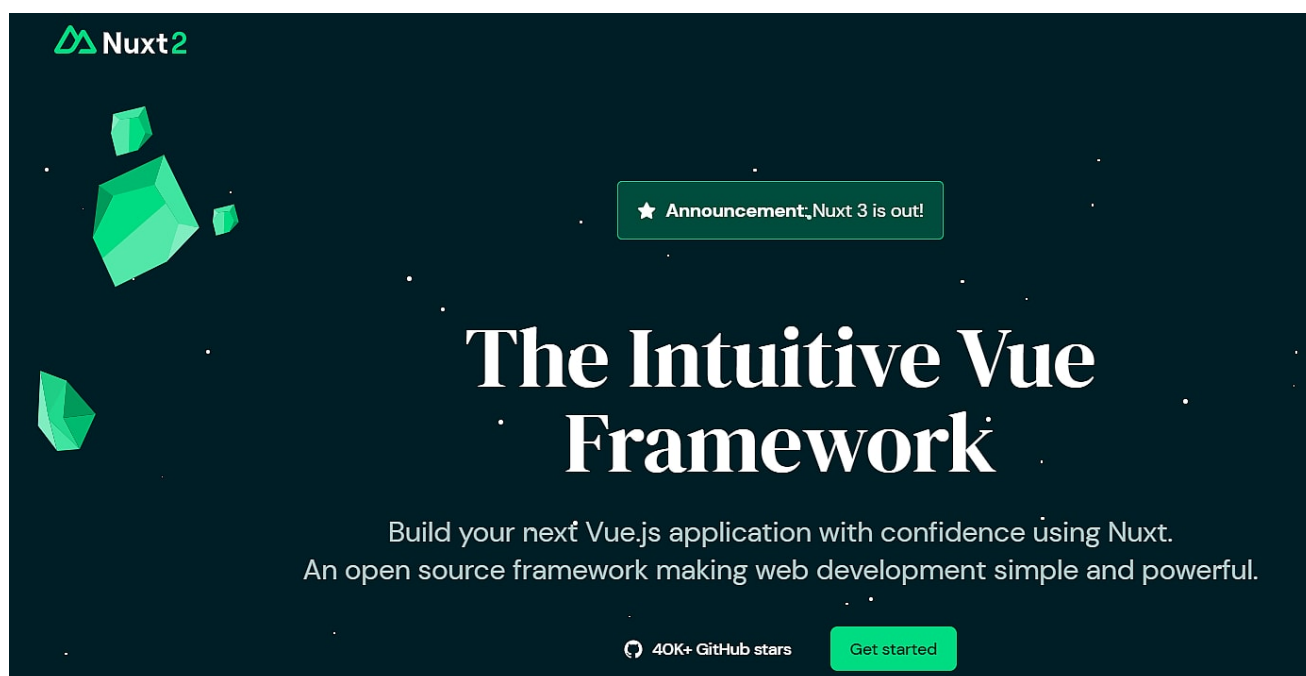 Nuxt2
Announcement: Nuxt 3 is out!
The Intuitive Vue
Framework
Build your next Vue.js application with confidence using Nuxt.
An open source framework making web development simple and powerful.
40K+ GitHub stars
Get started